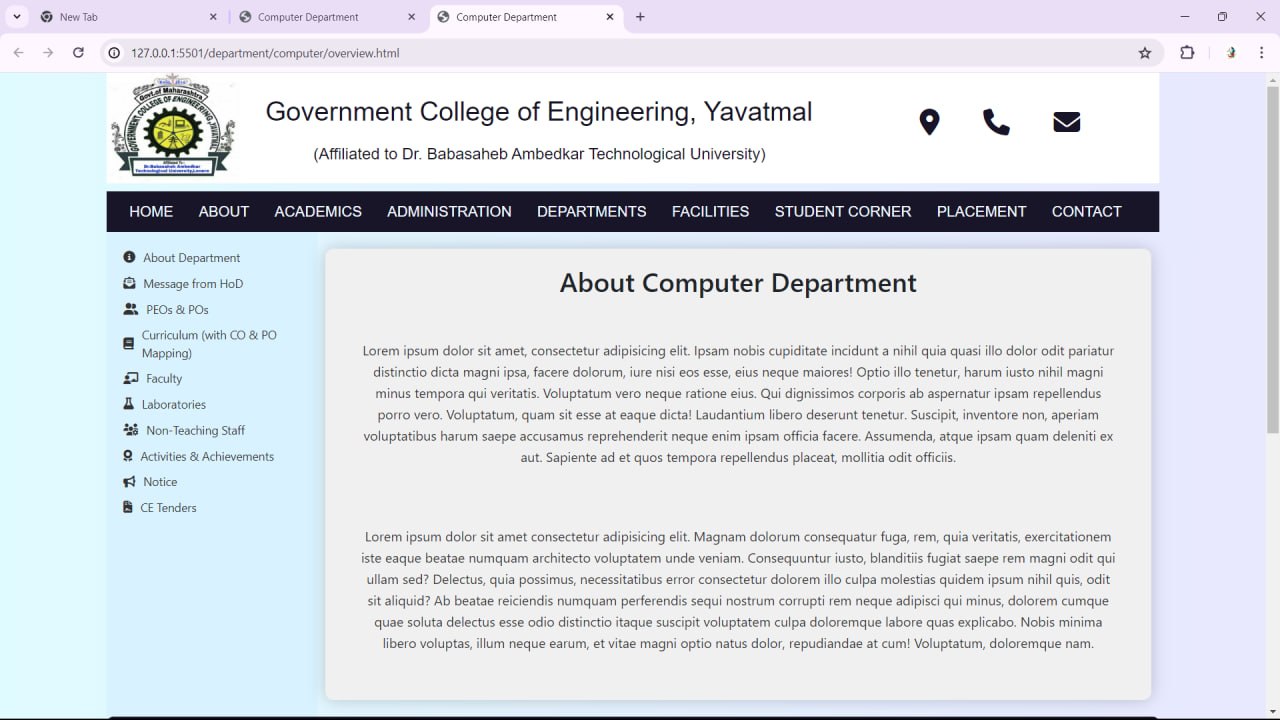 New Tab
Computer Department
Computer Department
127.0.0.1:5501/department/computer/overview.html
Govt.of Maharashtra
GOVERNMENT COLLEGE OF ENGINEERING, YAVATMAL
Affiliated To :
Dr.Babasaheb Ambedkar
Technological University,Lonere
Government College of Engineering, Yavatmal
(Affiliated to Dr. Babasaheb Ambedkar Technological University)
HOME ABOUT ACADEMICS ADMINISTRATION DEPARTMENTS FACILITIES STUDENT CORNER PLACEMENT CONTACT
About Department
Message from HoD
PEOs & POs
Curriculum (with CO & PO
Mapping)
Faculty
Laboratories
Non-Teaching Staff
Activities & Achievements
Notice
CE Tenders
About Computer Department
Lorem ipsum dolor sit amet, consectetur adipisicing elit. Ipsam nobis cupiditate incidunt a nihil quia quasi illo dolor odit pariatur
distinctio dicta magni ipsa, facere dolorum, iure nisi eos esse, eius neque maiores! Optio illo tenetur, harum iusto nihil magni
minus tempora qui veritatis. Voluptatum vero neque ratione eius. Qui dignissimos corporis ab aspernatur ipsam repellendus
porro vero. Voluptatum, quam sit esse at eaque dicta! Laudantium libero deserunt tenetur. Suscipit, inventore non, aperiam
voluptatibus harum saepe accusamus reprehenderit neque enim ipsam officia facere. Assumenda, atque ipsam quam deleniti ex
aut. Sapiente ad et quos tempora repellendus placeat, mollitia odit officiis.
Lorem ipsum dolor sit amet consectetur adipisicing elit. Magnam dolorum consequatur fuga, rem, quia veritatis, exercitationem
iste eaque beatae numquam architecto voluptatem unde veniam. Consequuntur iusto, blanditiis fugiat saepe rem magni odit qui
ullam sed? Delectus, quia possimus, necessitatibus error consectetur dolorem illo culpa molestias quidem ipsum nihil quis, odit
sit aliquid? Ab beatae reiciendis numquam perferendis sequi nostrum corrupti rem neque adipisci qui minus, dolorem cumque
quae soluta delectus esse odio distinctio itaque suscipit voluptatem culpa doloremque labore quas explicabo. Nobis minima
libero voluptas, illum neque earum, et vitae magni optio natus dolor, repudiandae at cum! Voluptatum, doloremque nam.